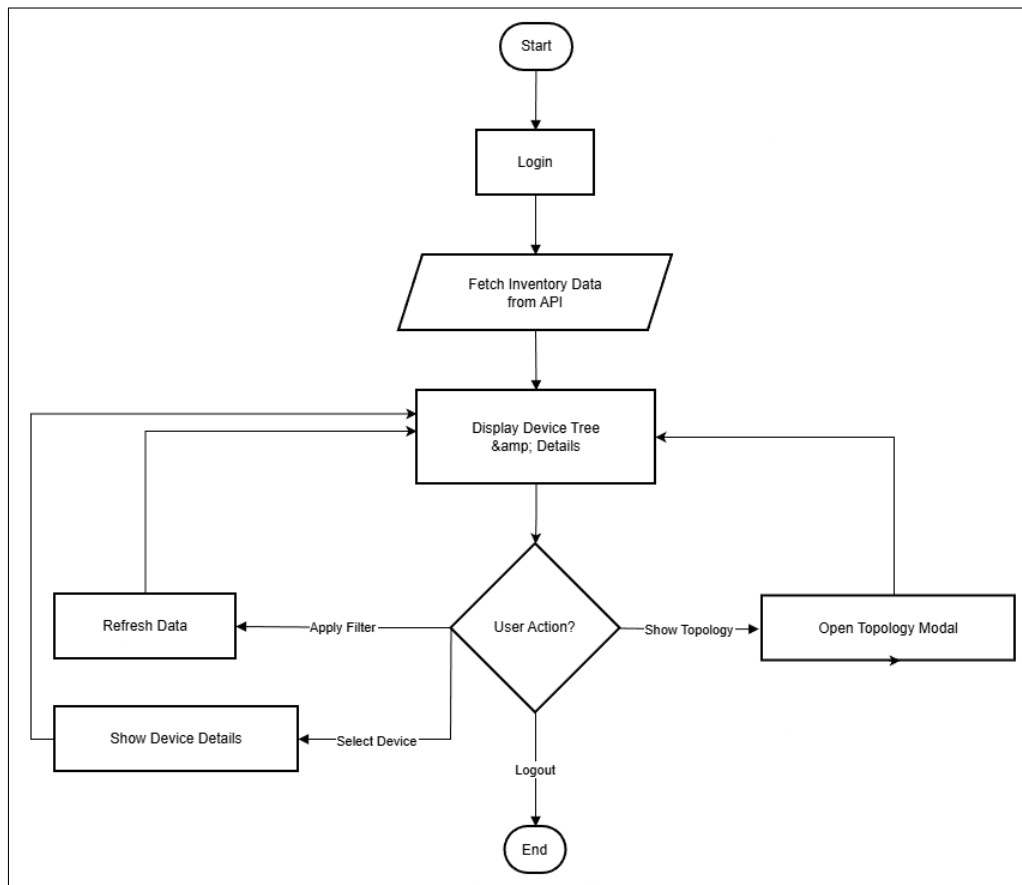 Start
Login
Fetch Inventory Data
from API
Display Device Tree
&amp; Details
User Action?
Apply Filter
Refresh Data
Show Topology
Open Topology Modal
Select Device
Show Device Details
Logout
End